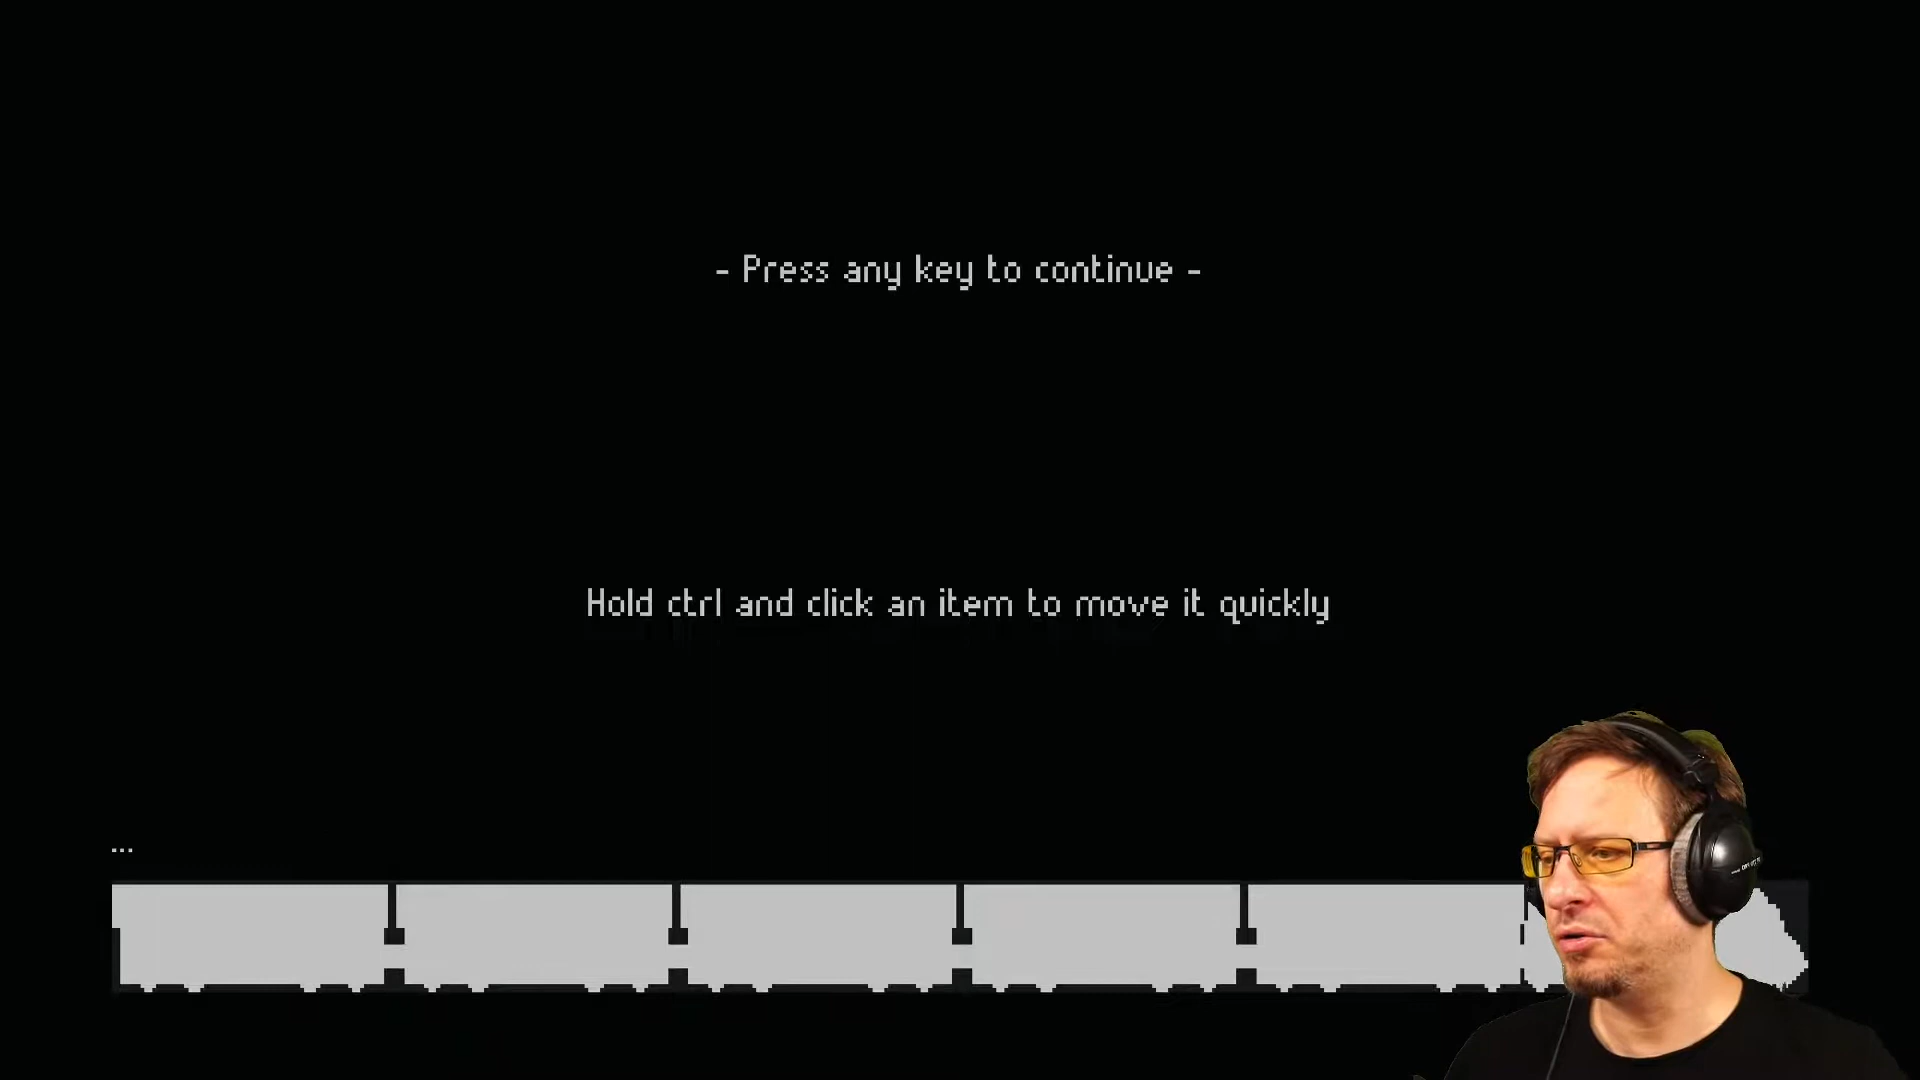 - Press any key to continue -
Hold ctrl and click an item to move it quickly
...